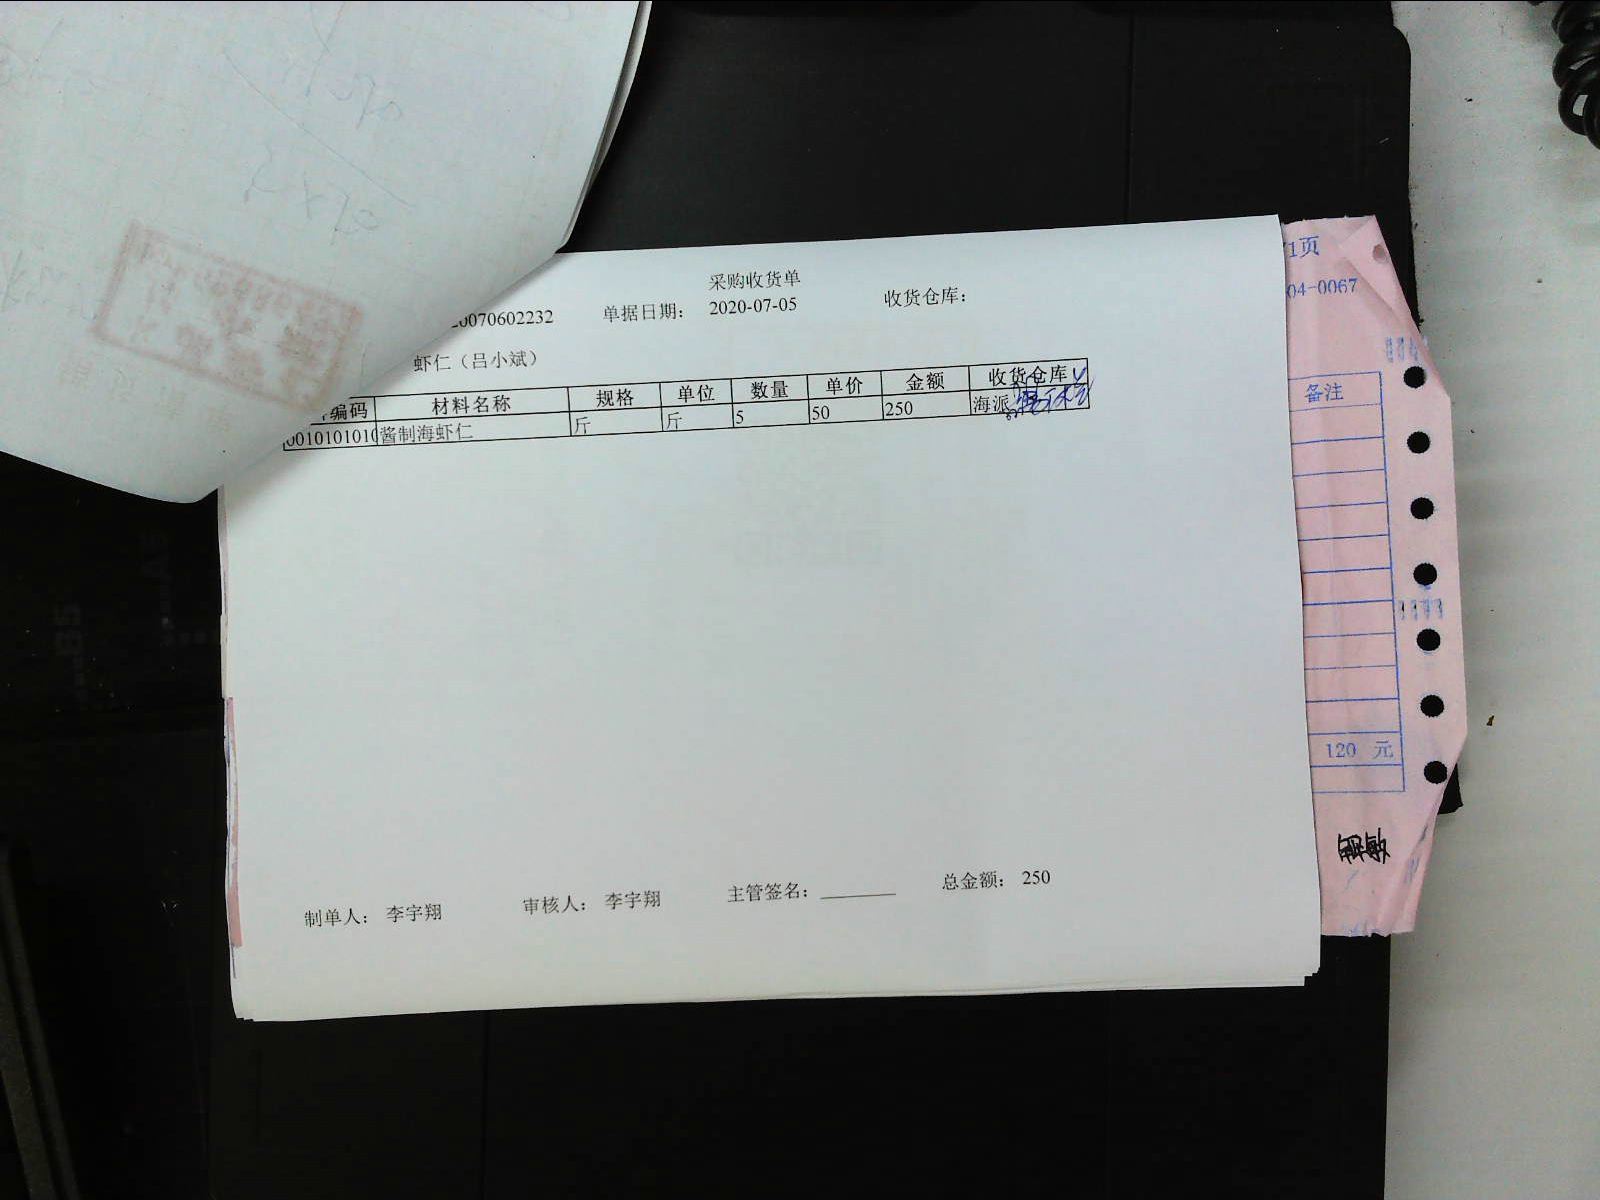 采购收货单
20070602232 单据日期： 2020-07-05 收货仓库：
虾仁（吕小斌）
编码 材料名称 规格 单位 数量 单价 金额 收货仓库
0010101010 酱制海虾仁 斤 斤 5 50 250 海派
制单人： 李宇翔 审核人： 李宇翔 主管签名： 总金额： 250
1页
04-0067
备注
120 元